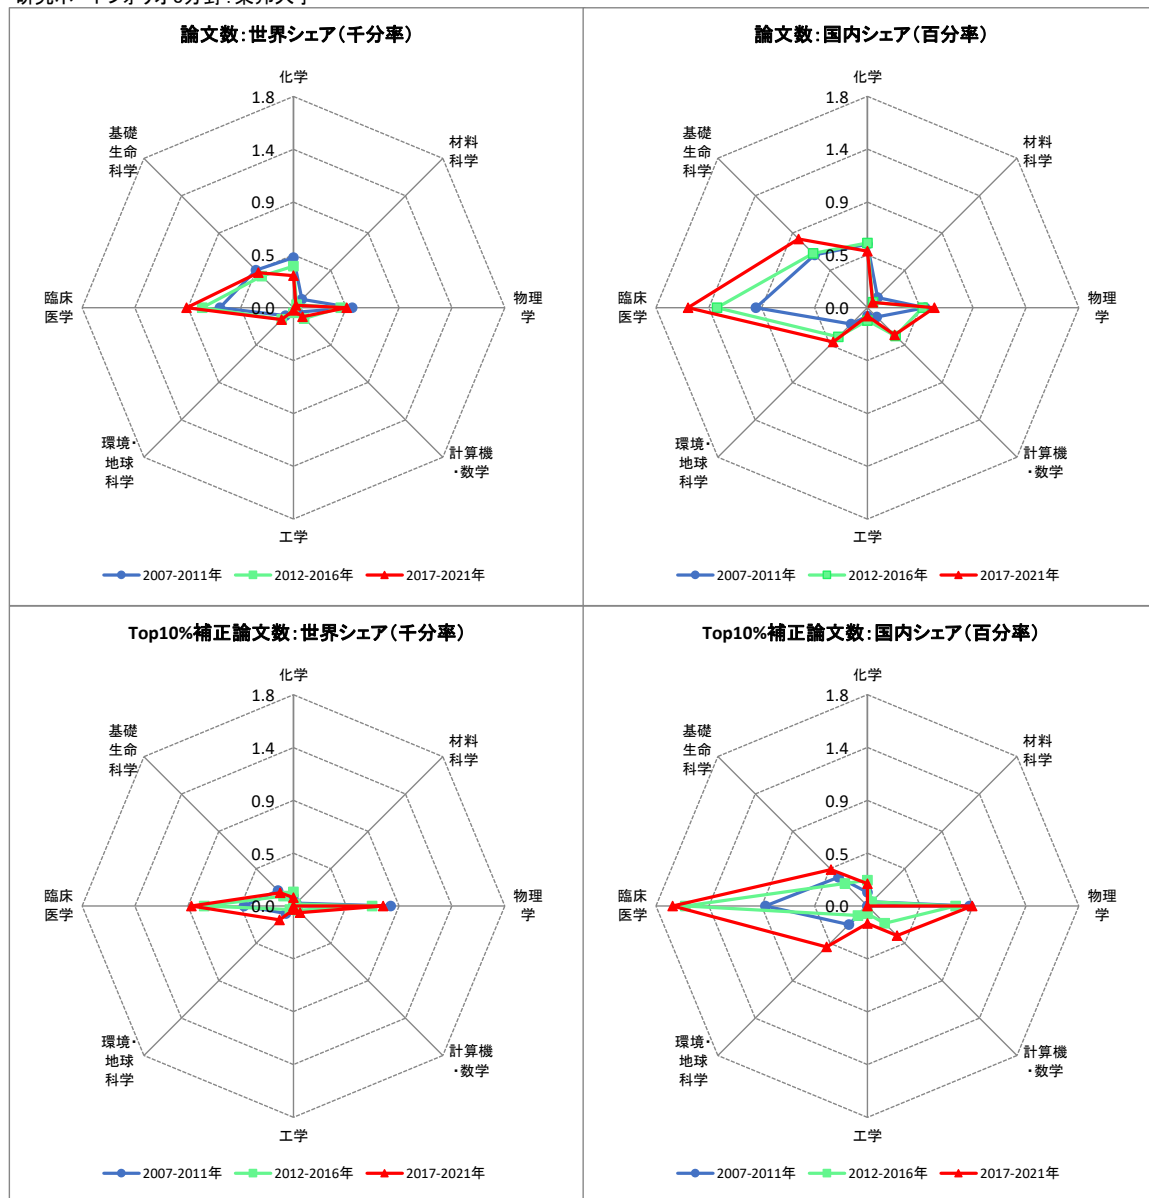 論文数：世界シェア（千分率）
化学
1.8
1.4
0.9
0.5
0.0
材料
科学
物理
学
計算機
・数学
工学
環境・
地球
科学
臨床
医学
基礎
生命
科学
2007-2011年
2012-2016年
2017-2021年
論文数：国内シェア（百分率）
化学
1.8
1.4
0.9
0.5
0.0
材料
科学
物理
学
計算機
・数学
工学
環境・
地球
科学
臨床
医学
基礎
生命
科学
2007-2011年
2012-2016年
2017-2021年
Top10%補正論文数：世界シェア（千分率）
化学
1.8
1.4
0.9
0.5
0.0
材料
科学
物理
学
計算機
・数学
工学
環境・
地球
科学
臨床
医学
基礎
生命
科学
2007-2011年
2012-2016年
2017-2021年
Top10%補正論文数：国内シェア（百分率）
化学
1.8
1.4
0.9
0.5
0.0
材料
科学
物理
学
計算機
・数学
工学
環境・
地球
科学
臨床
医学
基礎
生命
科学
2007-2011年
2012-2016年
2017-2021年